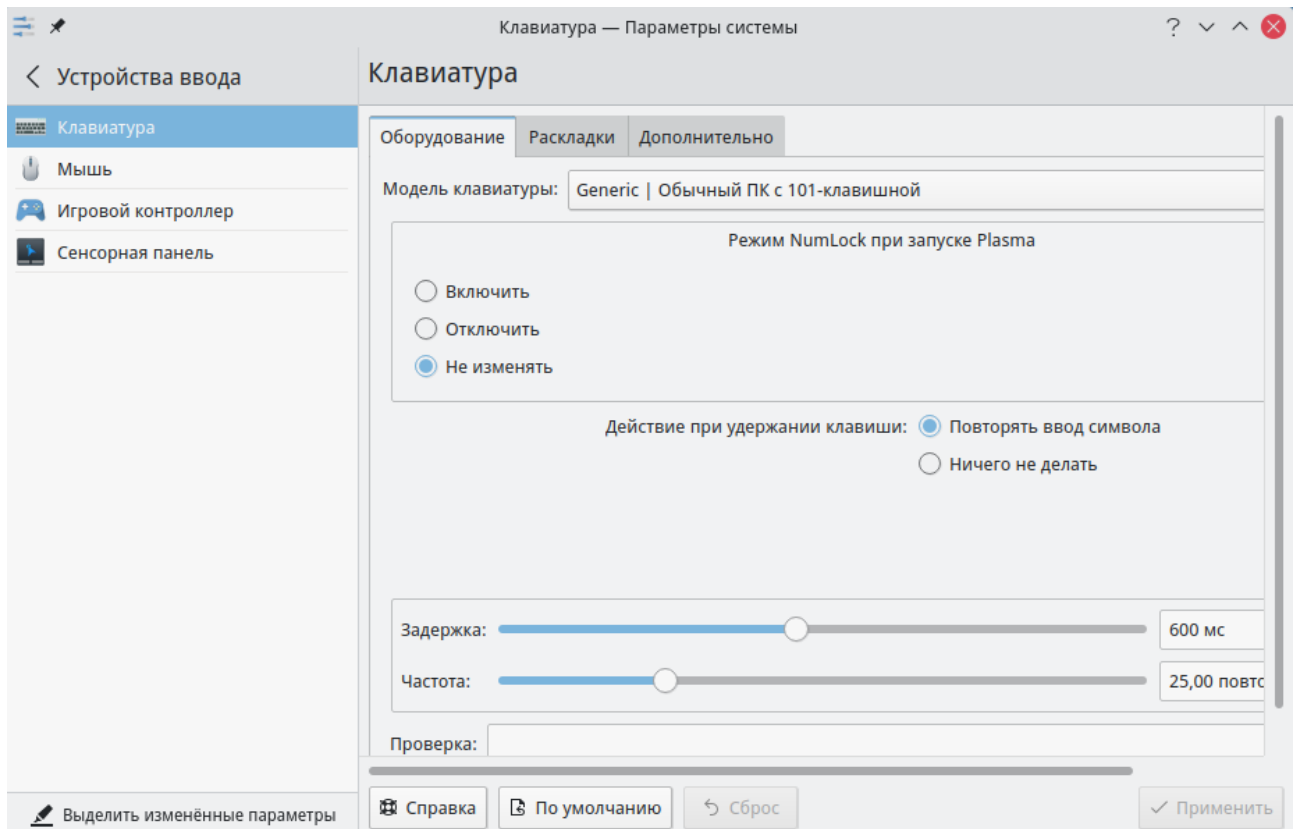 Клавиатура — Параметры системы
Устройства ввода
Клавиатура
Мышь
Игровой контроллер
Сенсорная панель
Выделить изменённые параметры
Клавиатура
Оборудование Раскладки Дополнительно
Модель клавиатуры: Generic | Обычный ПК с 101-клавишной
Режим NumLock при запуске Plasma
Включить
Отключить
Не изменять
Действие при удержании клавиши: Повторять ввод символа
Ничего не делать
Задержка: 600 мс
Частота: 25,00 повто
Проверка:
Справка По умолчанию Сброс Применить